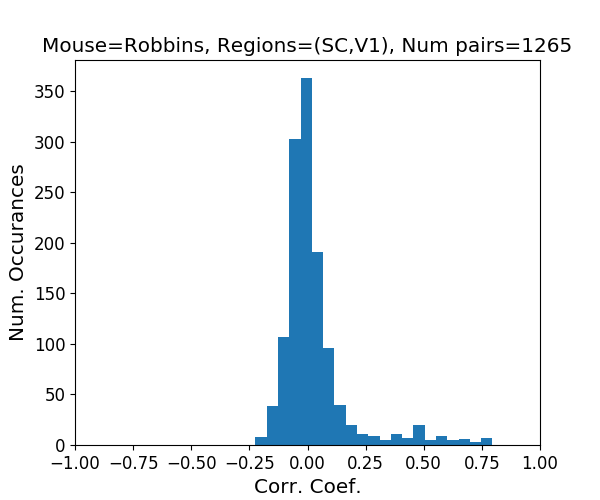 Mouse=Robbins, Regions=(SC,V1), Num pairs=1265
350
300
250
200
150
100
50
0
Num. Occurances
−1.00 −0.75 −0.50 −0.25 0.00 0.25 0.50 0.75 1.00
Corr. Coef.